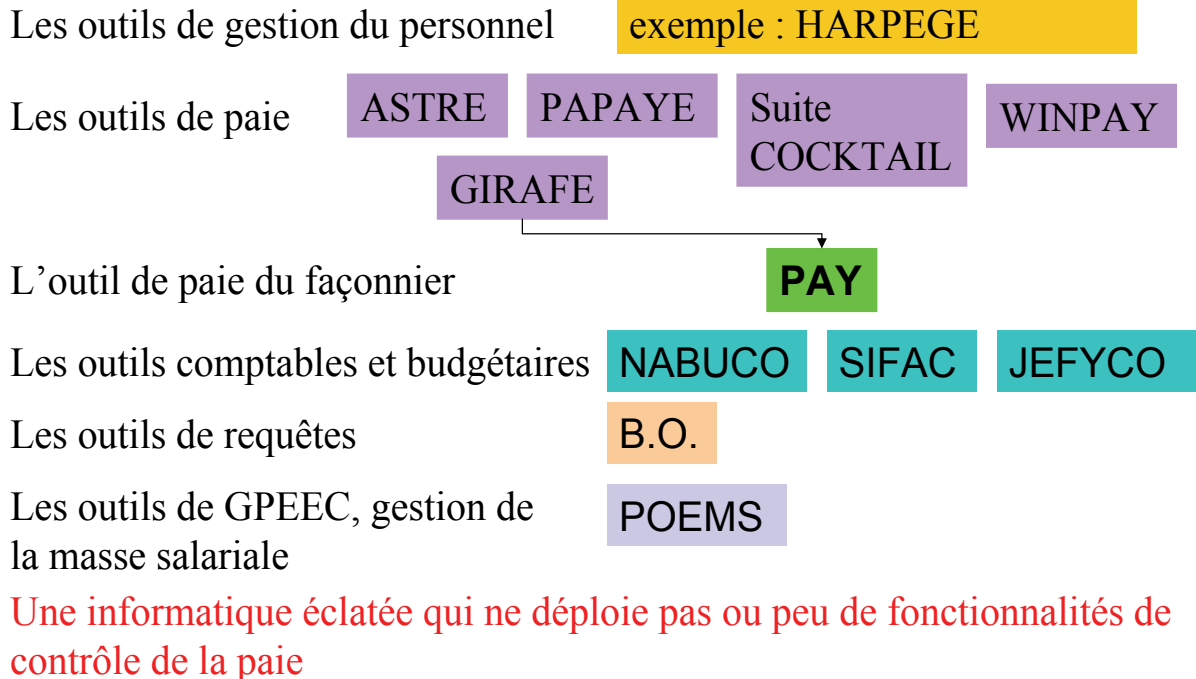 Les outils de gestion du personnel exemple : HARPEGE
Les outils de paie ASTRE PAPAYE Suite COCKTAIL WINPAY
GIRAFE
L’outil de paie du façonnier PAY
Les outils comptables et budgétaires NABUCO SIFAC JEFYCO
Les outils de requêtes B.O.
Les outils de GPEEC, gestion de
la masse salariale POEMS
Une informatique éclatée qui ne déploie pas ou peu de fonctionnalités de
contrôle de la paie